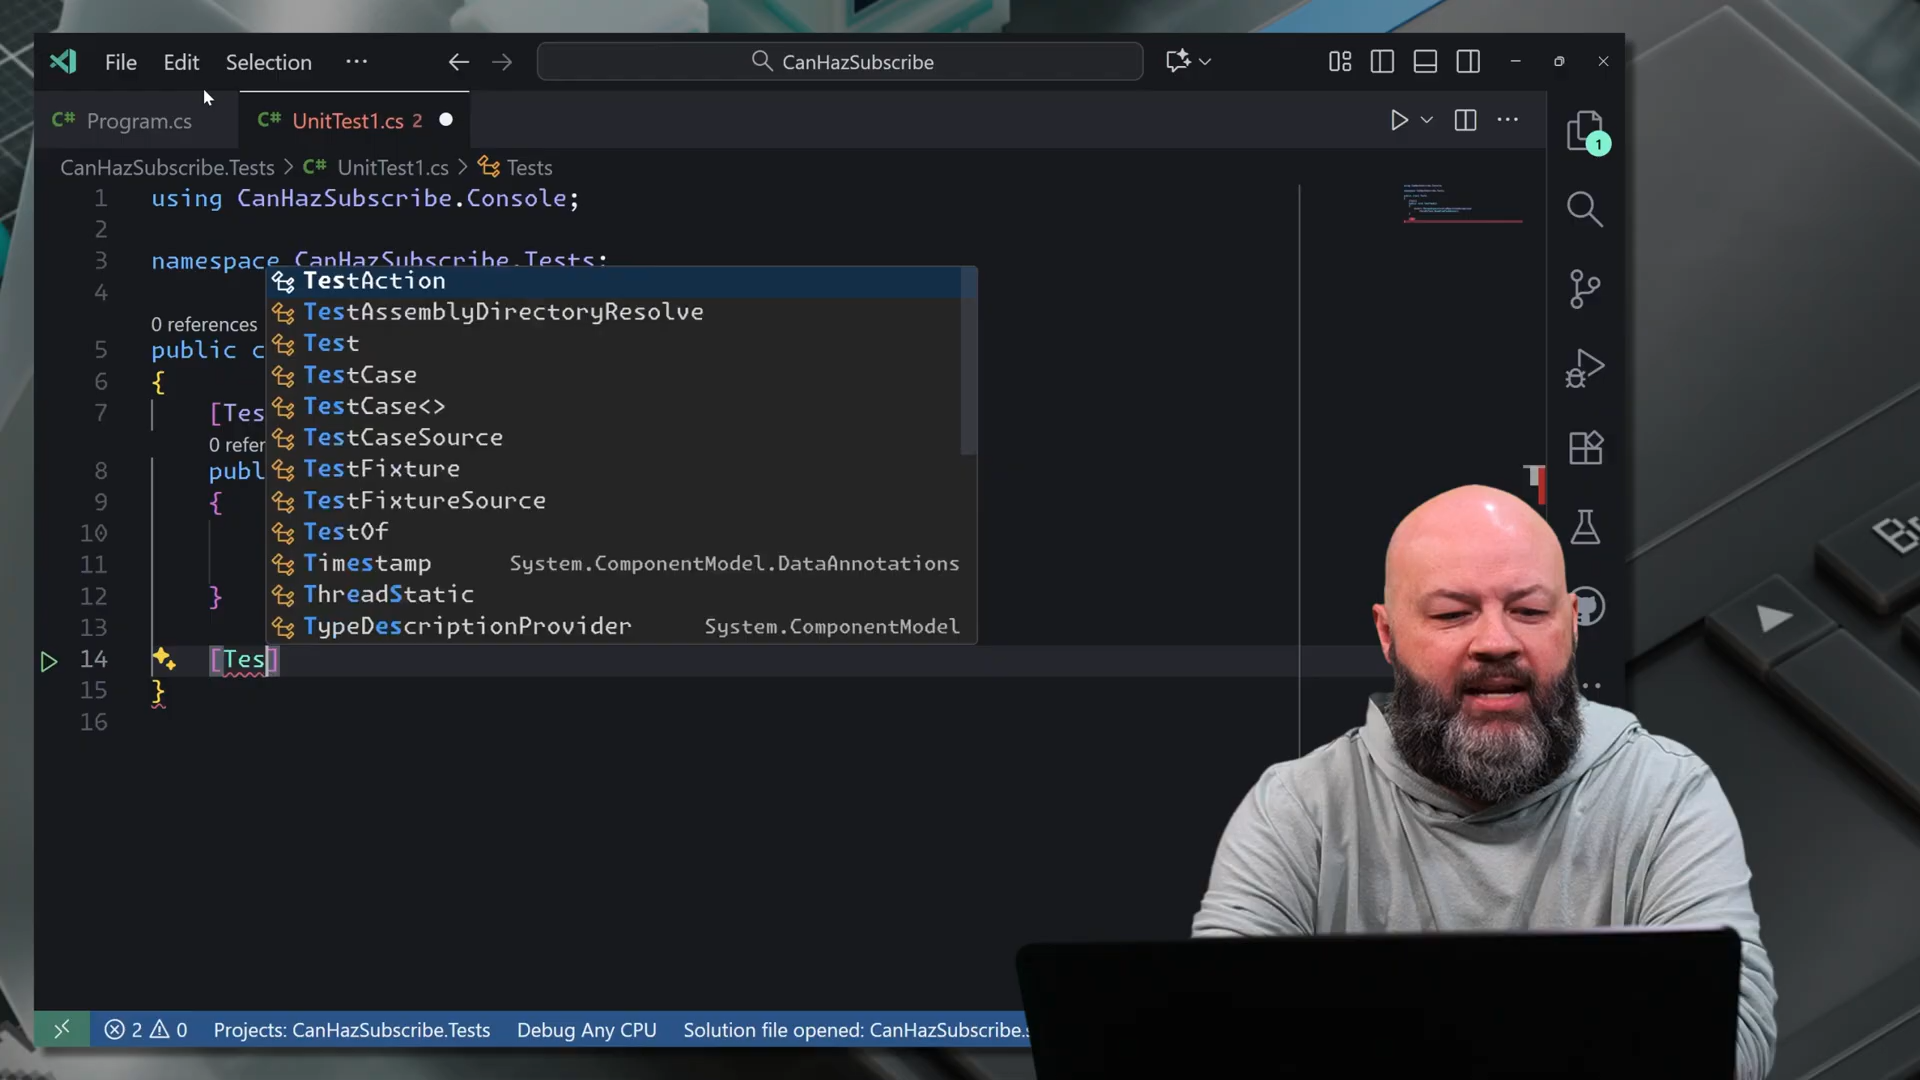 File Edit Selection ··· CanHazSubscribe
Program.cs UnitTest1.cs 2
CanHazSubscribe.Tests > UnitTest1.cs > Tests
1 using CanHazSubscribe.Console;
2
3 namespace CanHazSubscribe.Tests;
4
0 references
5 public c
6 {
7 [Tes
0 refer
8 publ
9 {
10
11
12 }
13
14 [Tes]
15 }
16
TestAction
TestAssemblyDirectoryResolve
Test
TestCase
TestCase<>
TestCaseSource
TestFixture
TestFixtureSource
TestOf
Timestamp System.ComponentModel.DataAnnotations
ThreadStatic
TypeDescriptionProvider System.ComponentModel
1
2 0 Projects: CanHazSubscribe.Tests Debug Any CPU Solution file opened: CanHazSubscribe.s